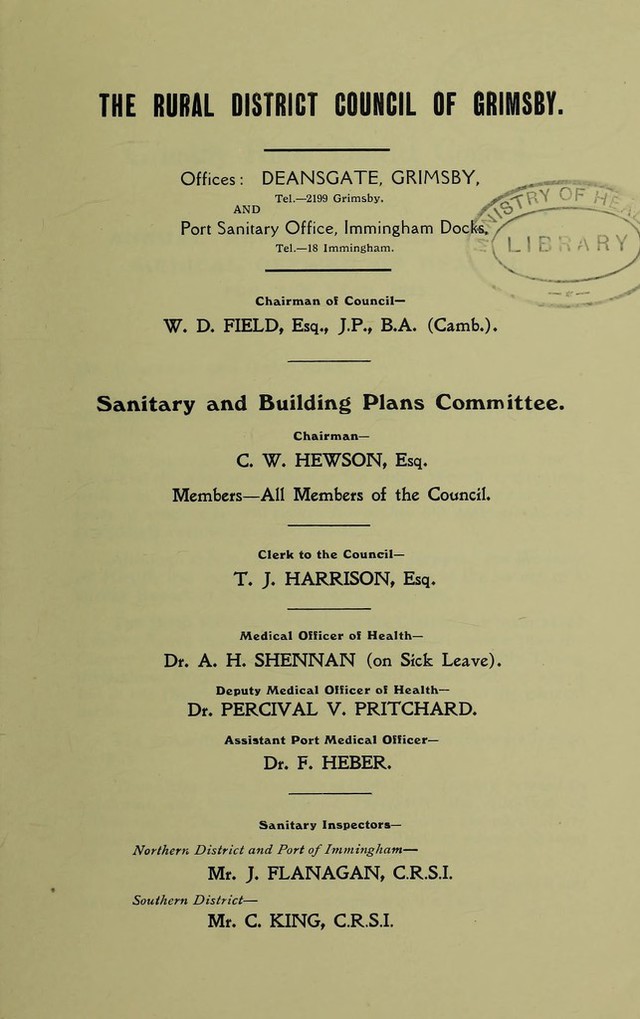 THE RURAL DISTRICT COUNCIL OF GRIMSBY.
Offices: DEANSGATE, GRIMSBY,
Tel.—2199 Grimsby.
AND
Port Sanitary Office, Immingham Docks.
Tel.—18 Immingham.
MINISTRY OF HEAL
LIBRARY
Chairman of Council—
W. D. FIELD, Esq., J.P., B.A. (Camb.).
Sanitary and Building Plans Committee.
Chairman—
C. W. HEWSON, Esq.
Members—All Members of the Council.
Clerk to the Council—
T. J. HARRISON, Esq.
Medical Officer of Health—
Dr. A. H. SHENNAN (on Sick Leave).
Deputy Medical Officer of Health—
Dr. PERCIVAL V. PRITCHARD.
Assistant Port Medical Officer—
Dr. F. HEBER.
Sanitary Inspectors—
Northern District and Port of Immingham—
Mr. J. FLANAGAN, C.R.S.I.
Southern District—
Mr. C. KING, C.R.S.I.